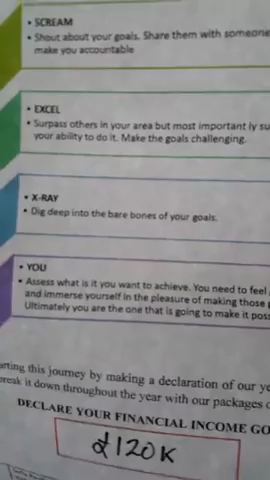 • SCREAM
• Shout about your goals. Share them with someone
make you accountable
• EXCEL
• Surpass others in your area but most important ly su
your ability to do it. Make the goals challenging.
• X-RAY
• Dig deep into the bare bones of your goals.
• YOU
• Assess what is it you want to achieve. You need to feel
and immerse yourself in the pleasure of making those
Ultimately you are the one that is going to make it poss
arting this journey by making a declaration of our ye
break it down throughout the year with our packages o
DECLARE YOUR FINANCIAL INCOME GO
£120K